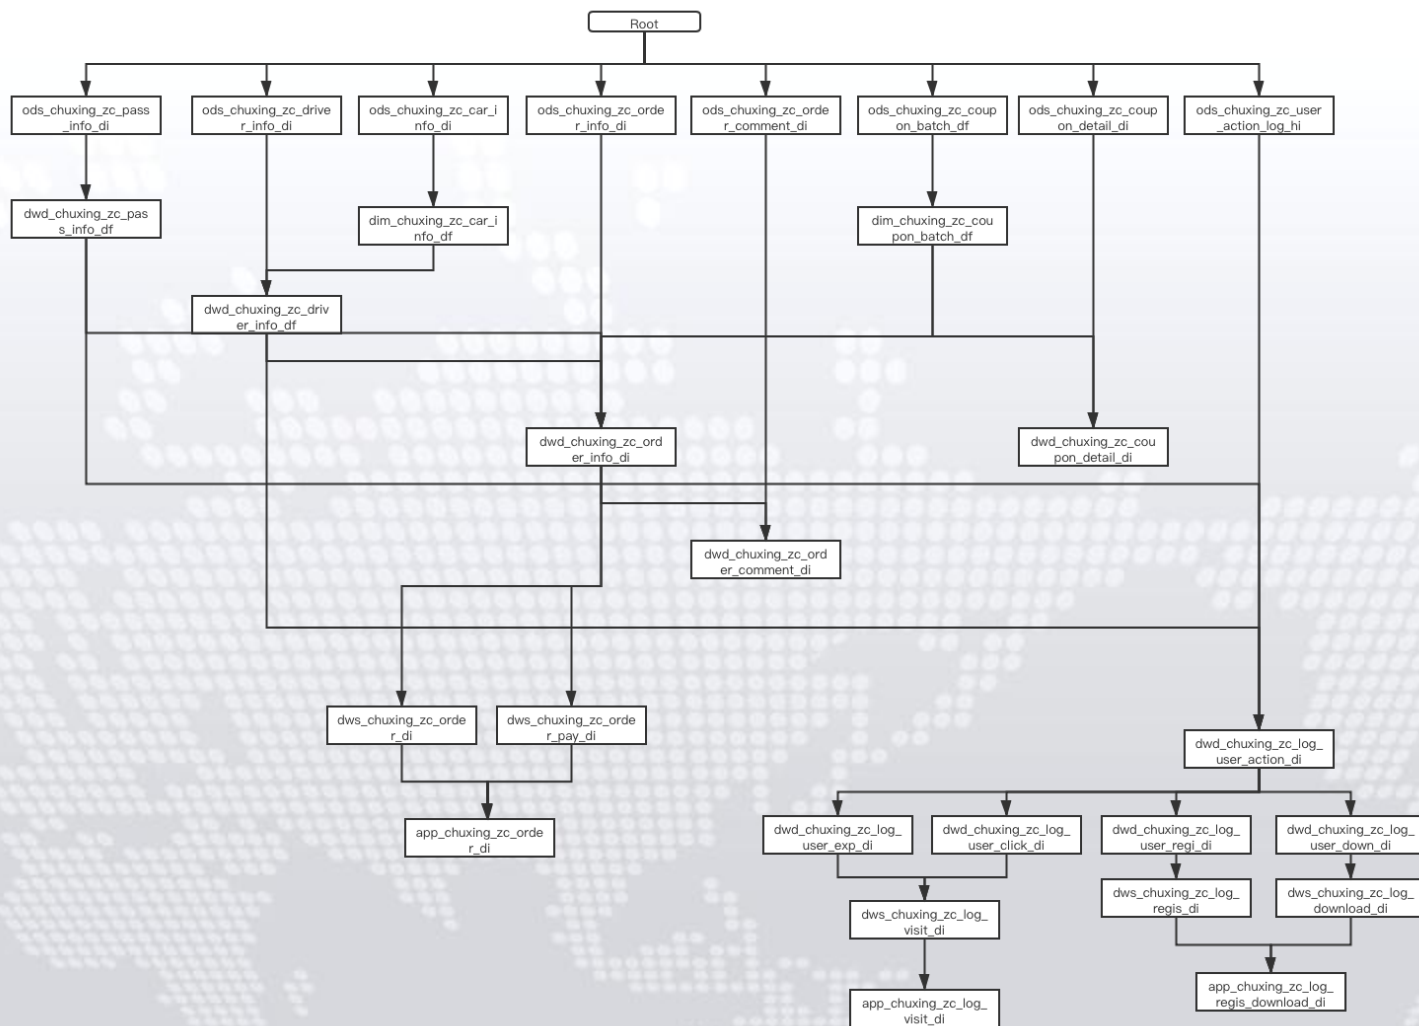 Root
ods_chuxing_zc_pass
_info_di
ods_chuxing_zc_drive
r_info_di
ods_chuxing_zc_car_i
nfo_di
ods_chuxing_zc_orde
r_info_di
ods_chuxing_zc_orde
r_comment_di
ods_chuxing_zc_coup
on_batch_df
ods_chuxing_zc_coup
on_detail_di
ods_chuxing_zc_user
_action_log_hi
dwd_chuxing_zc_pas
s_info_df
dim_chuxing_zc_car_i
nfo_df
dim_chuxing_zc_cou
pon_batch_df
dwd_chuxing_zc_driv
er_info_df
dwd_chuxing_zc_ord
er_info_di
dwd_chuxing_zc_cou
pon_detail_di
dwd_chuxing_zc_ord
er_comment_di
dws_chuxing_zc_orde
r_di
dws_chuxing_zc_orde
r_pay_di
dwd_chuxing_zc_log_
user_action_di
app_chuxing_zc_orde
r_di
dwd_chuxing_zc_log_
user_exp_di
dwd_chuxing_zc_log_
user_click_di
dwd_chuxing_zc_log_
user_regi_di
dwd_chuxing_zc_log_
user_down_di
dws_chuxing_zc_log_
visit_di
dws_chuxing_zc_log_
regis_di
dws_chuxing_zc_log_
download_di
app_chuxing_zc_log_
visit_di
app_chuxing_zc_log_
regis_download_di